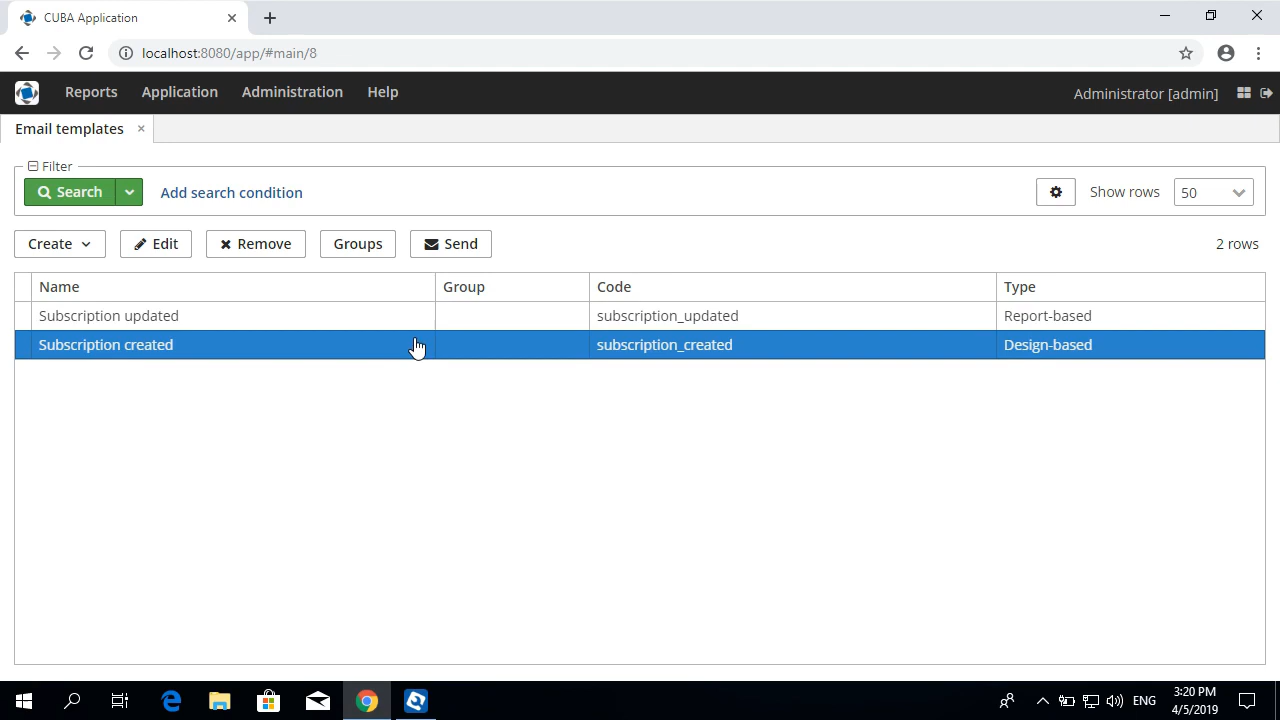 CUBA Application
localhost:8080/app/#main/8
Reports Application Administration Help Administrator [admin]
Email templates
Filter
Search Add search condition Show rows 50
Create Edit Remove Groups Send 2 rows
Name Group Code Type
Subscription updated subscription_updated Report-based
Subscription created subscription_created Design-based
ENG 3:20 PM
4/5/2019